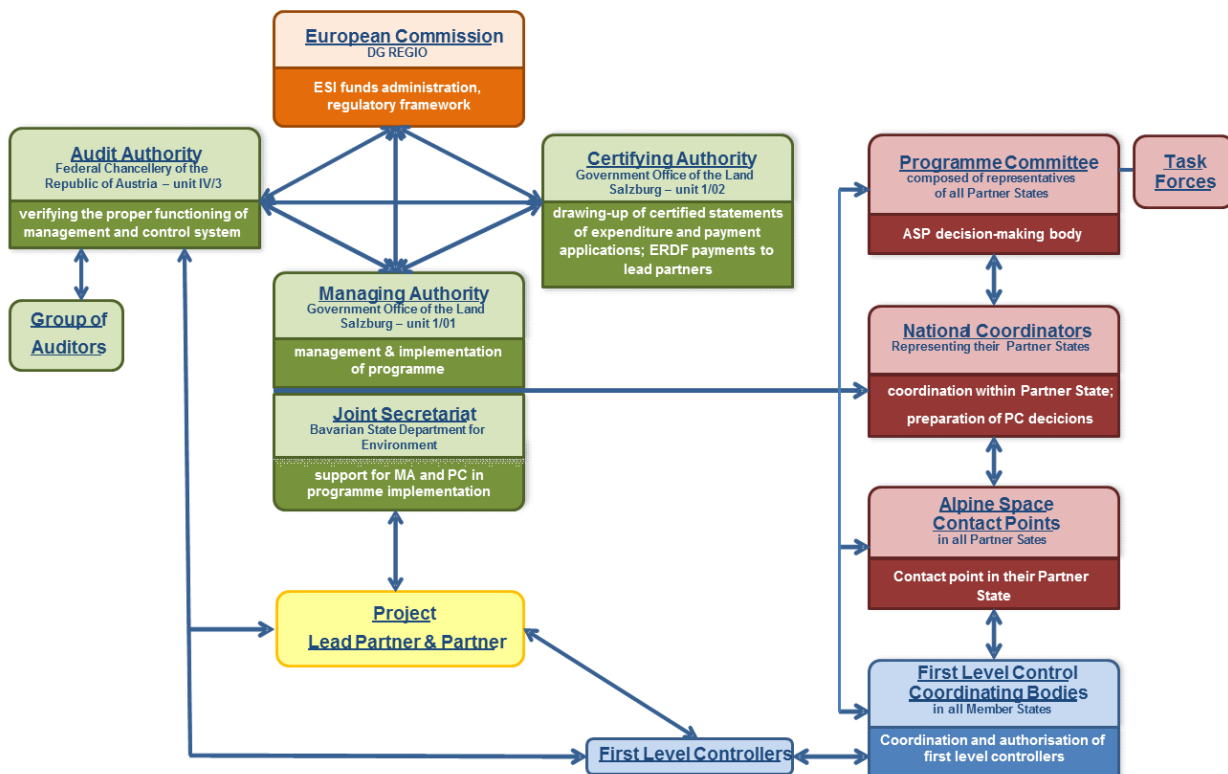 European Commission
DG REGIO
ESI funds administration,
regulatory framework
Audit Authority
Federal Chancellery of the
Republic of Austria – unit IV/3
verifying the proper functioning of
management and control system
Certifying Authority
Government Office of the Land
Salzburg – unit 1/02
drawing-up of certified statements
of expenditure and payment
applications; ERDF payments to
lead partners
Programme Committee
composed of representatives
of all Partner States
ASP decision-making body
Task
Forces
Group of
Auditors
Managing Authority
Government Office of the Land
Salzburg – unit 1/01
management & implementation
of programme
National Coordinators
Representing their Partner States
coordination within Partner State;
preparation of PC decicions
Joint Secretariat
Bavarian State Department for
Environment
support for MA and PC in
programme implementation
Alpine Space
Contact Points
in all Partner Sates
Contact point in their Partner
State
Project
Lead Partner & Partner
First Level Control
Coordinating Bodies
in all Member States
Coordination and authorisation of
first level controllers
First Level Controllers